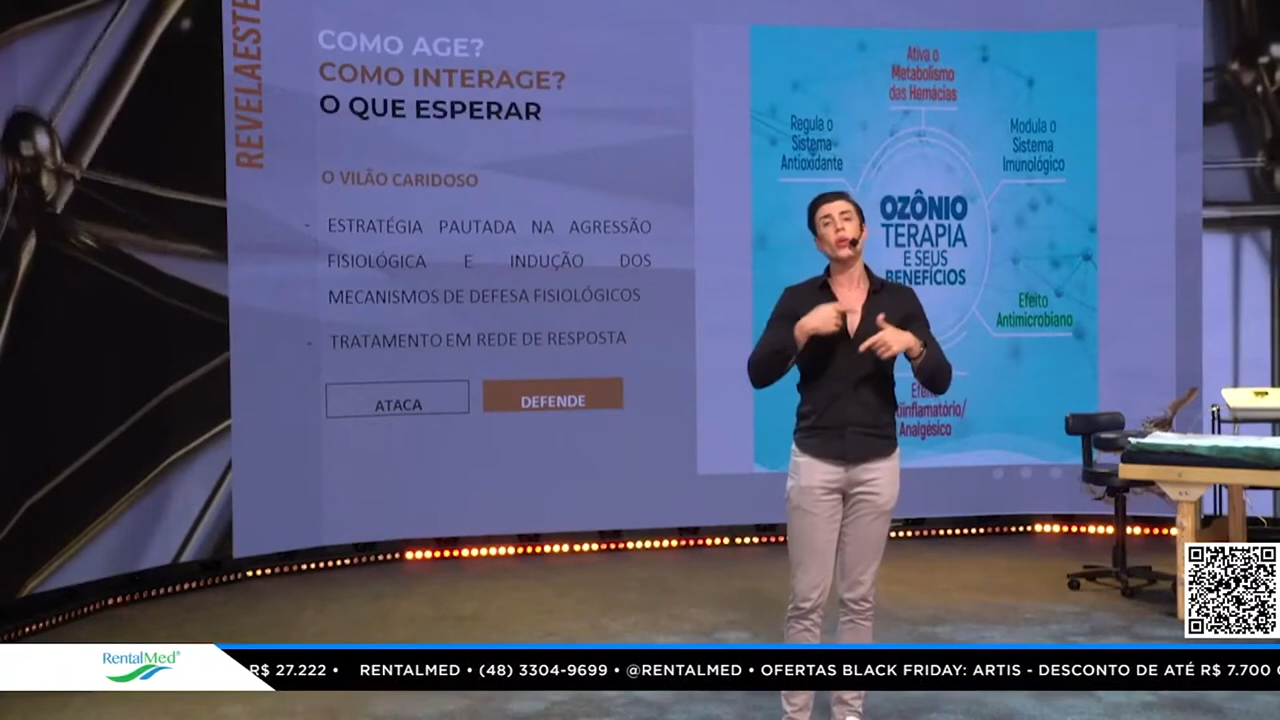 REVELAESTE
COMO AGE?
COMO INTERAGE?
O QUE ESPERAR
O VILÃO CARIDOSO
- ESTRATÉGIA PAUTADA NA AGRESSÃO
FISIOLÓGICA E INDUÇÃO DOS
MECANISMOS DE DEFESA FISIOLÓGICOS
- TRATAMENTO EM REDE DE RESPOSTA
ATACA
DEFENDE
Ativa o
Metabolismo
das Hemácias
Regula o
Sistema
Antioxidante
Modula o
Sistema
Imunológico
OZÔNIO
TERAPIA
E SEUS
BENEFÍCIOS
Efeito
Antimicrobiano
Efei
iinflamatório/
Analgésico
RentalMed®
R$ 27.222 • RENTALMED • (48) 3304-9699 • @RENTALMED • OFERTAS BLACK FRIDAY: ARTIS - DESCONTO DE ATÉ R$ 7.700